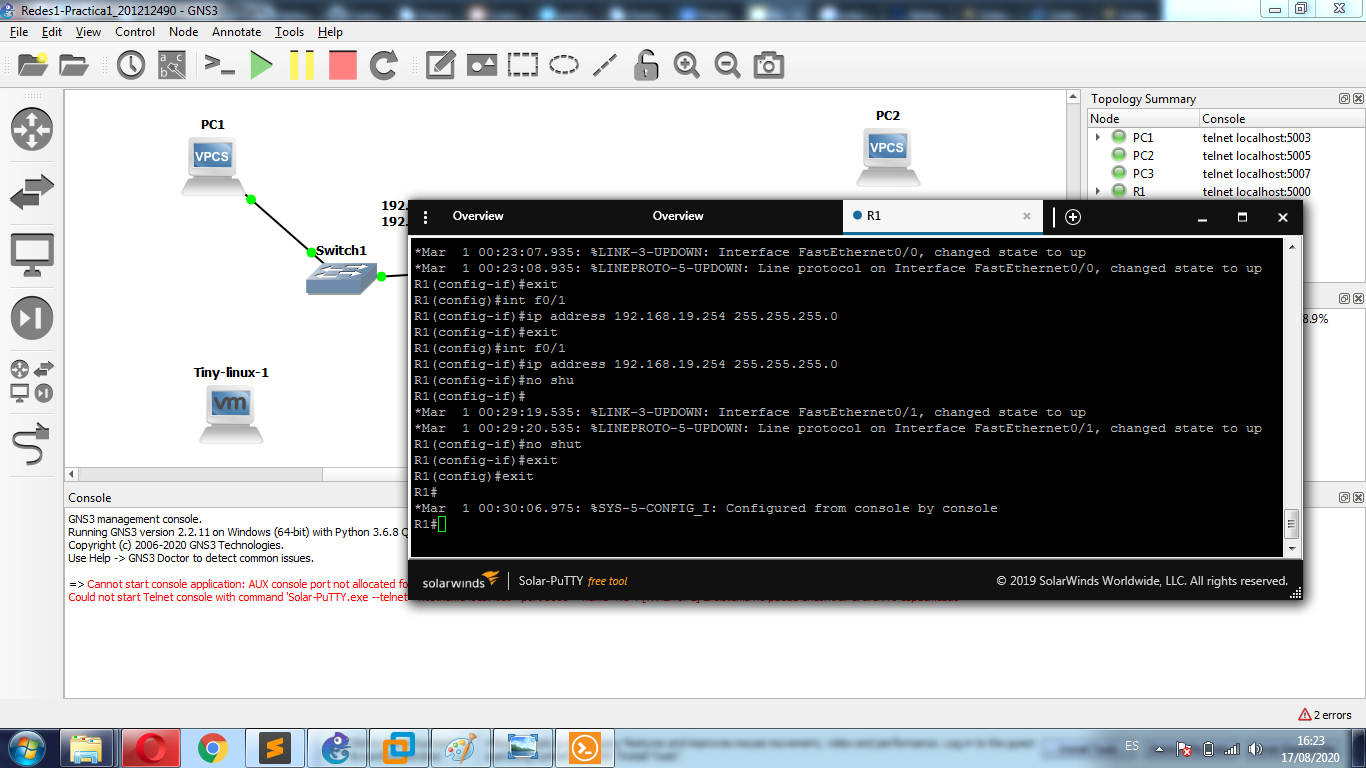 Redes1-Practica1_201212490 - GNS3
File Edit View Control Node Annotate Tools Help
Topology Summary
Node Console
PC1 telnet localhost:5003
PC2 telnet localhost:5005
PC3 telnet localhost:5007
R1 telnet localhost:5000
PC1
VPCS
PC2
VPCS
192.
192.
Switch1
Tiny-linux-1
vm
8.9%
Overview Overview R1
*Mar  1 00:23:07.935: %LINK-3-UPDOWN: Interface FastEthernet0/0, changed state to up
*Mar  1 00:23:08.935: %LINEPROTO-5-UPDOWN: Line protocol on Interface FastEthernet0/0, changed state to up
R1(config-if)#exit
R1(config)#int f0/1
R1(config-if)#ip address 192.168.19.254 255.255.255.0
R1(config-if)#exit
R1(config)#int f0/1
R1(config-if)#ip address 192.168.19.254 255.255.255.0
R1(config-if)#no shu
R1(config-if)#
*Mar  1 00:29:19.535: %LINK-3-UPDOWN: Interface FastEthernet0/1, changed state to up
*Mar  1 00:29:20.535: %LINEPROTO-5-UPDOWN: Line protocol on Interface FastEthernet0/1, changed state to up
R1(config-if)#no shut
R1(config-if)#exit
R1(config)#exit
R1#
*Mar  1 00:30:06.975: %SYS-5-CONFIG_I: Configured from console by console
R1#
solarwinds Solar-PuTTY free tool © 2019 SolarWinds Worldwide, LLC. All rights reserved.
Console
GNS3 management console.
Running GNS3 version 2.2.11 on Windows (64-bit) with Python 3.6.8 Q
Copyright (c) 2006-2020 GNS3 Technologies.
Use Help -> GNS3 Doctor to detect common issues.
=> Cannot start console application: AUX console port not allocated fo
Could not start Telnet console with command 'Solar-PuTTY.exe --telnet
2 errors
ES
16:23
17/08/2020